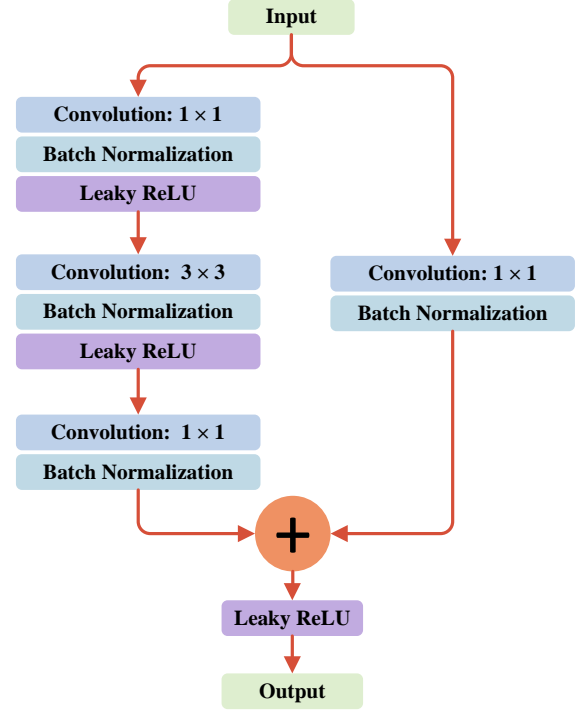 Input
Convolution: 1 × 1
Batch Normalization
Leaky ReLU
Convolution: 3 × 3
Batch Normalization
Leaky ReLU
Convolution: 1 × 1
Batch Normalization
Convolution: 1 × 1
Batch Normalization
+
Leaky ReLU
Output